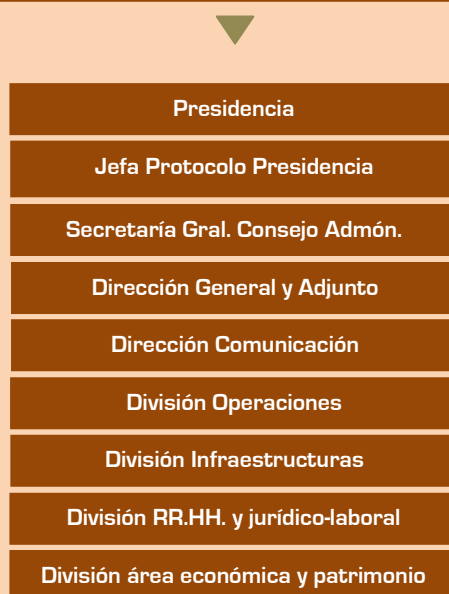 Presidencia
Jefa Protocolo Presidencia
Secretaría Gral. Consejo Admón.
Dirección General y Adjunto
Dirección Comunicación
División Operaciones
División Infraestructuras
División RR.HH. y jurídico-laboral
División área económica y patrimonio